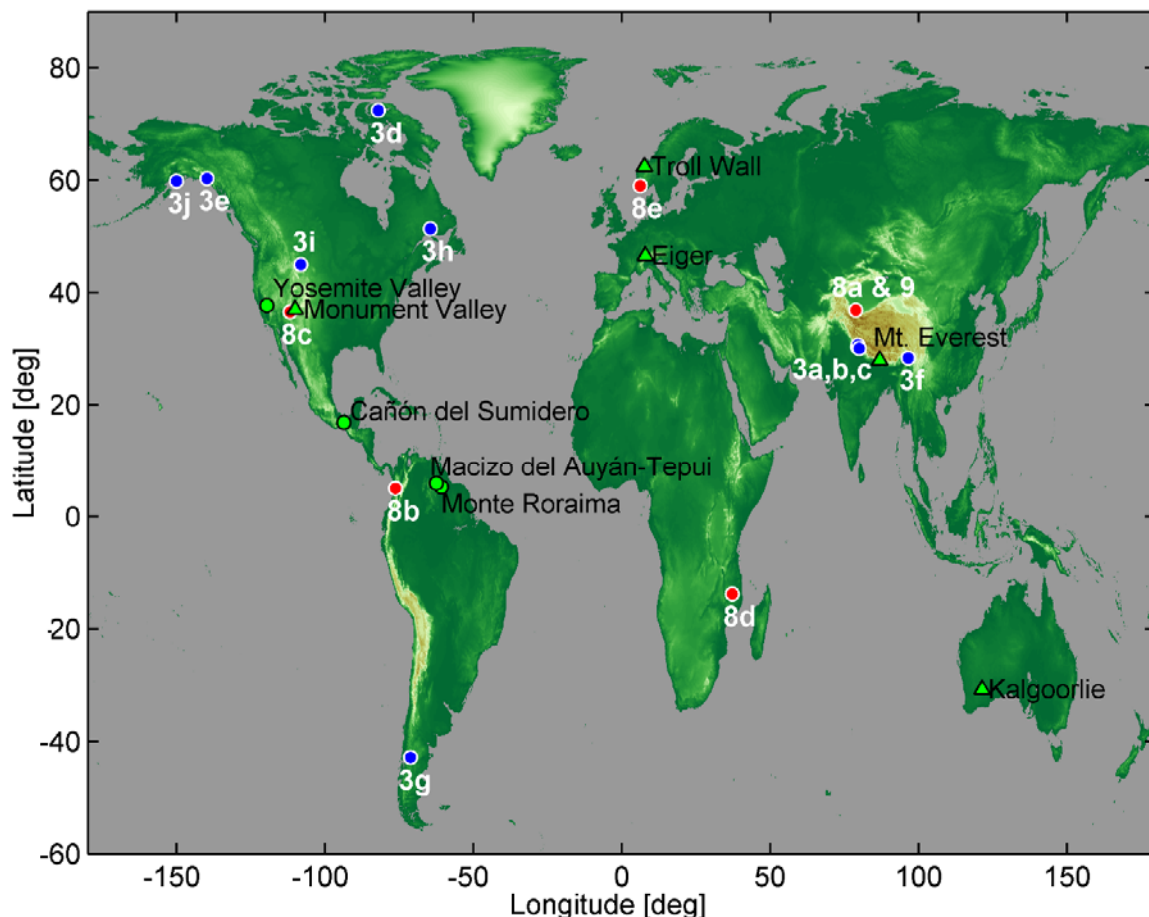 80
60
40
20
0
-20
-40
-60
Latitude [deg]
3d
Troll Wall
3j
3e
8e
3h
3i
Eiger
Yosemite Valley
8a & 9
Monument Valley
8c
Mt. Everest
3a,b,c
3f
Cañón del Sumidero
Macizo del Auyán-Tepui
Monte Roraima
8b
8d
Kalgoorlie
3g
-150
-100
-50
0
50
100
150
Longitude [deg]